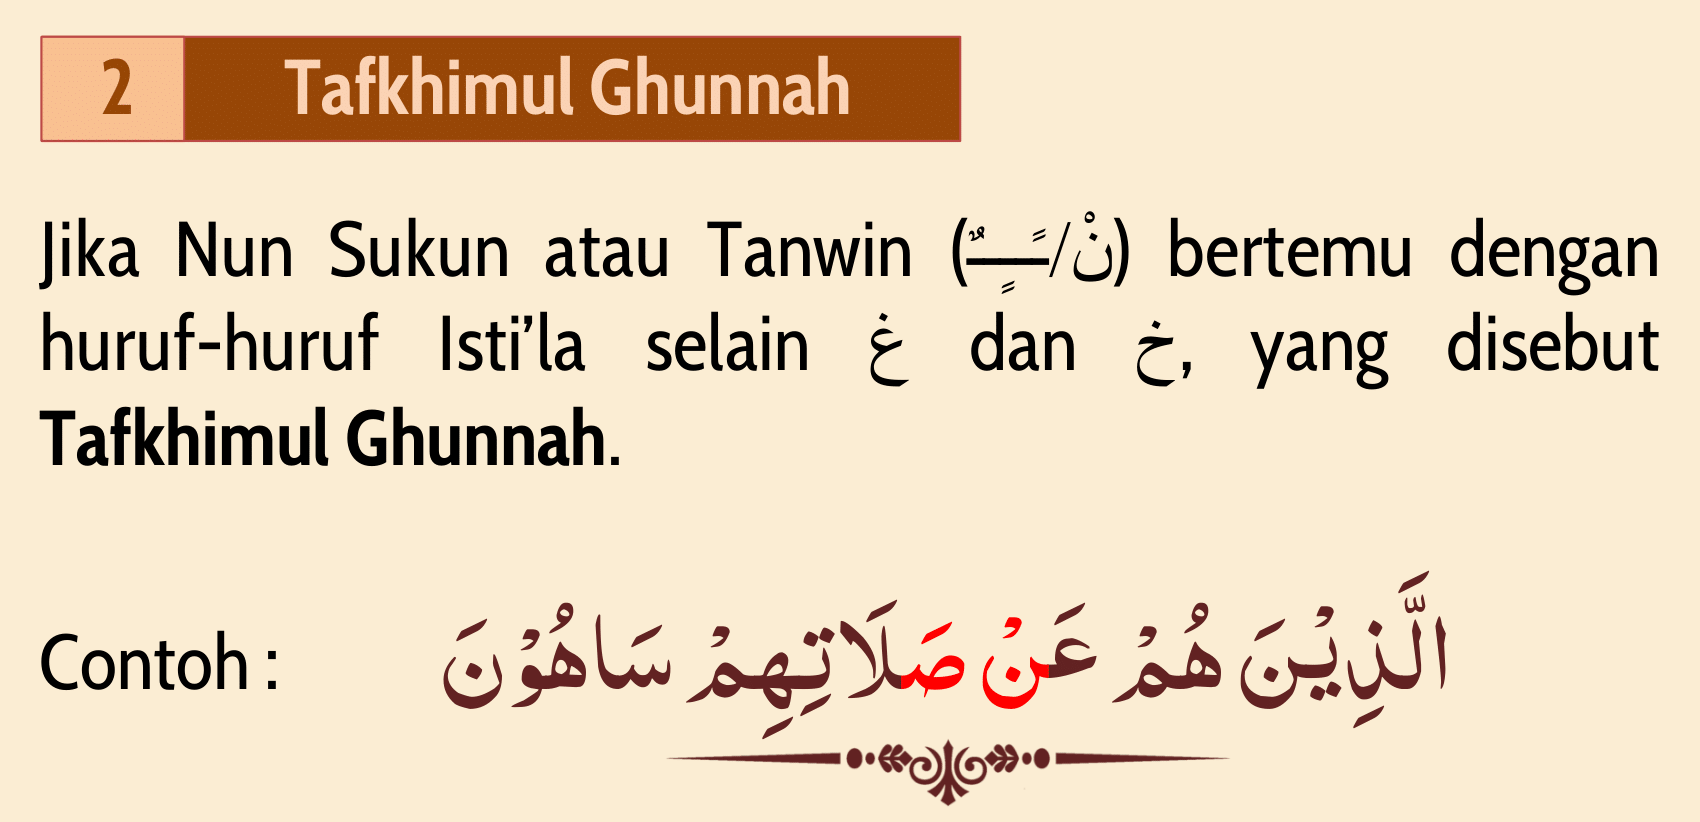 2 Tafkhimul Ghunnah
Jika Nun Sukun atau Tanwin (نْ/ـًـٍـٌ) bertemu dengan
huruf-huruf Isti’la selain غ dan خ, yang disebut
Tafkhimul Ghunnah.
Contoh : الَّذِيْنَ هُمْ عَنْ صَلَاتِهِمْ سَاهُوْنَ